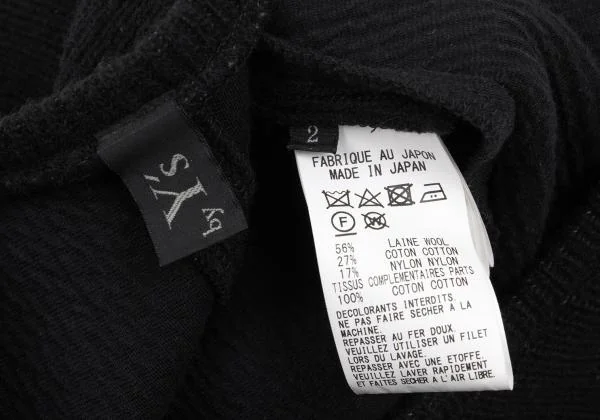 by Y's
2
FABRIQUE AU JAPON
MADE IN JAPAN
F W
56% LAINE WOOL
27% COTON COTTON
17% NYLON NYLON
TISSUS COMPLEMENTAIRES PARTS
100% COTON COTTON
DECOLORANTS INTERDITS.
NE PAS FAIRE SECHER À LA
MACHINE.
REPASSER AU FER DOUX.
VEUILLEZ UTILISER UN FILET
LORS DU LAVAGE.
REPASSER AVEC UNE ETOFFE.
VEUILLEZ LAVER RAPIDEMENT
ET FAITES SECHER A L'AIR LIBRE.